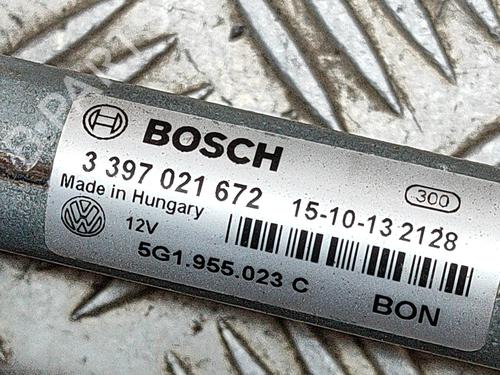 BOSCH
3 397 021 672
300
Made in Hungary
15-10-13 2128
12V
5G1.955.023 C
BON